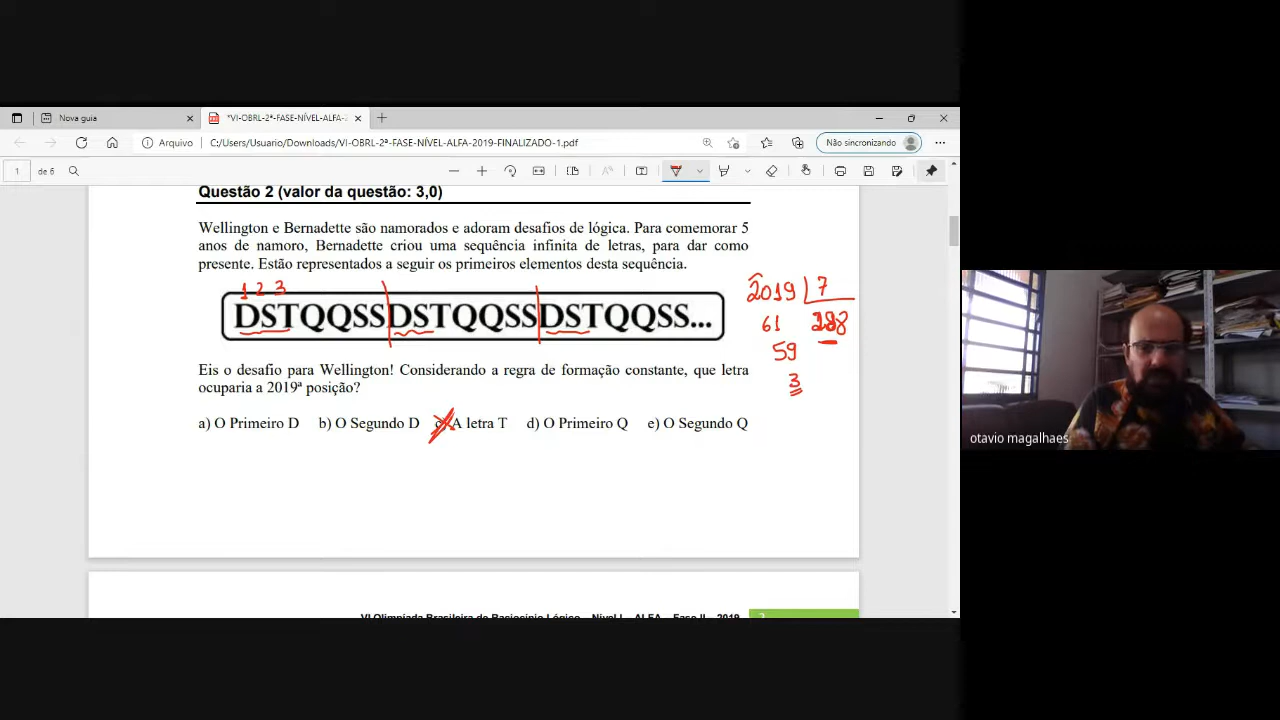 Nova guia
*VI-OBRL-2ª-FASE-NÍVEL-ALFA-2
Arquivo C:/Users/Usuario/Downloads/VI-OBRL-2ª-FASE-NÍVEL-ALFA-2019-FINALIZADO-1.pdf
Não sincronizando
1 de 6
Questão 2 (valor da questão: 3,0)
Wellington e Bernadette são namorados e adoram desafios de lógica. Para comemorar 5
anos de namoro, Bernadette criou uma sequência infinita de letras, para dar como
presente. Estão representados a seguir os primeiros elementos desta sequência.
1 2 3
DSTQQSSDSTQQSSDSTQQSS...
2019 7
61 288
59
3
Eis o desafio para Wellington! Considerando a regra de formação constante, que letra
ocuparia a 2019ª posição?
a) O Primeiro D b) O Segundo D c) A letra T d) O Primeiro Q e) O Segundo Q
otavio magalhaes
VI Olimpíada Brasileira de Raciocínio Lógico – Nível I – ALFA – Fase II – 2019
2